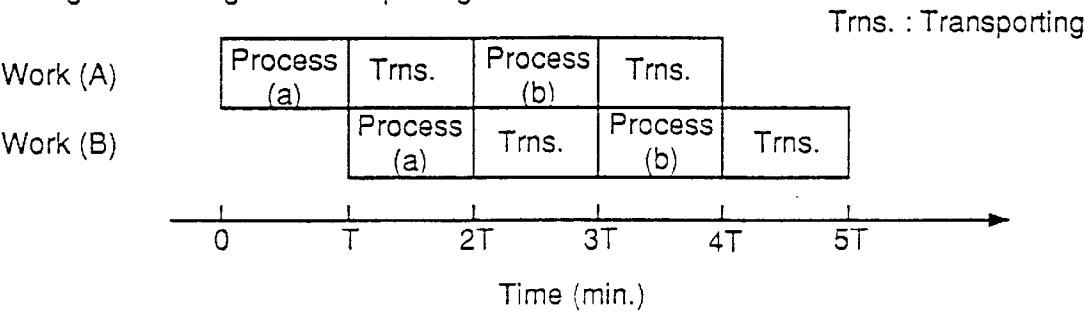 Trns. : Transporting
Work (A) Process (a) Trns. Process (b) Trns.
Work (B) Process (a) Trns. Process (b) Trns.
0 T 2T 3T 4T 5T
Time (min.)